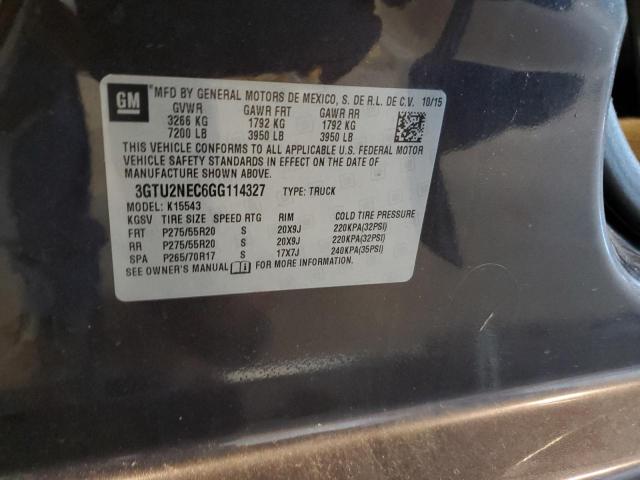 GM
MFD BY GENERAL MOTORS DE MEXICO, S. DE R.L. DE C.V. 10/15
GVWR GAWR FRT GAWR RR
3266 KG 1792 KG 1792 KG
7200 LB 3950 LB 3950 LB
THIS VEHICLE CONFORMS TO ALL APPLICABLE U.S. FEDERAL MOTOR
VEHICLE SAFETY STANDARDS IN EFFECT ON THE DATE OF
MANUFACTURE SHOWN ABOVE.
3GTU2NEC6GG114327 TYPE: TRUCK
MODEL: K15543
KGSV TIRE SIZE SPEED RTG RIM COLD TIRE PRESSURE
FRT P275/55R20 S 20X9J 220KPA(32PSI)
RR P275/55R20 S 20X9J 220KPA(32PSI)
SPA P265/70R17 S 17X7J 240KPA(35PSI)
SEE OWNER'S MANUAL FOR MORE INFORMATION.